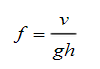 f = v / gh